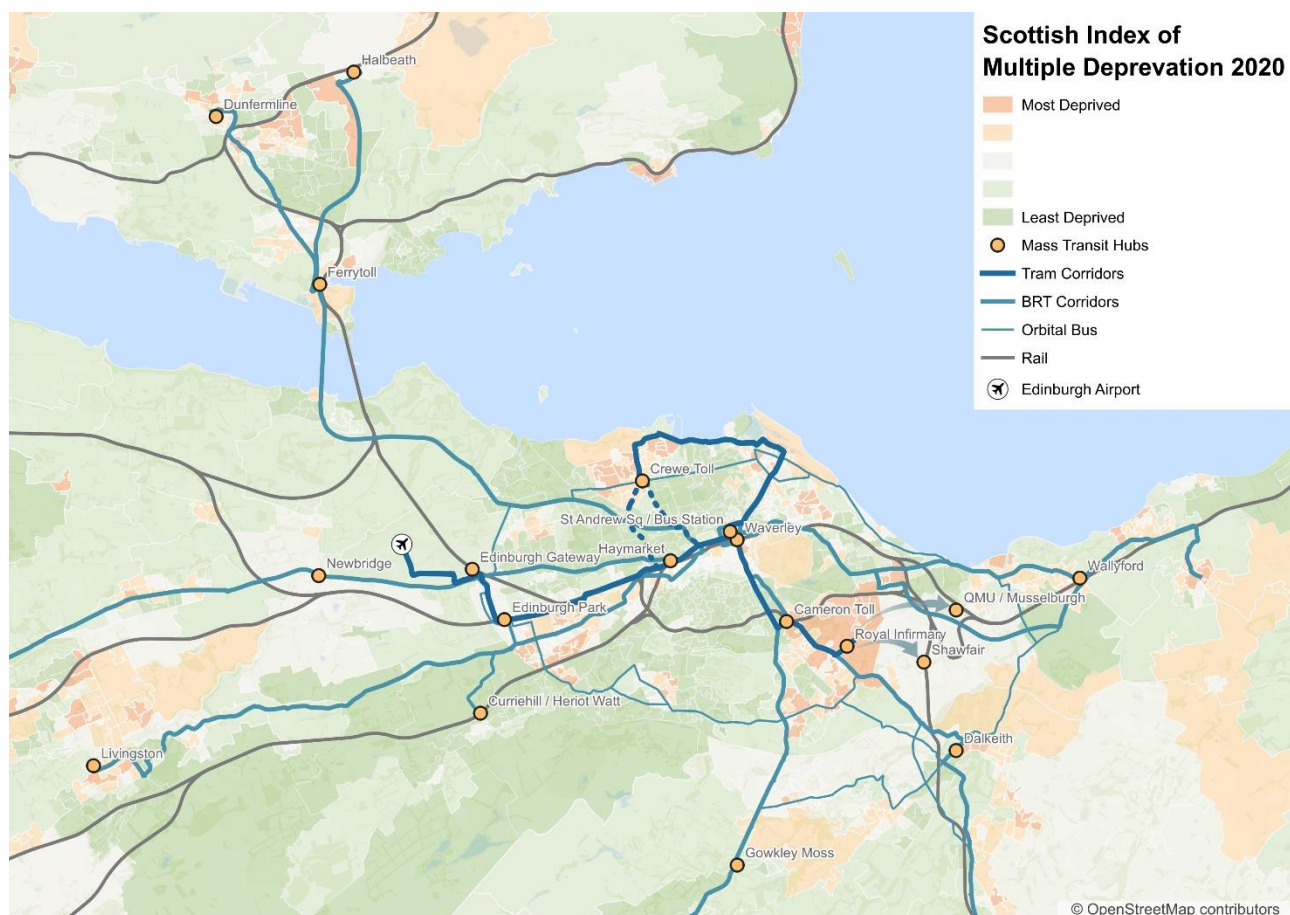 Scottish Index of
Multiple Deprevation 2020
Most Deprived
Least Deprived
Mass Transit Hubs
Tram Corridors
BRT Corridors
Orbital Bus
Rail
Edinburgh Airport
Halbeath
Dunfermline
Ferrytoll
Crewe Toll
St Andrew Sq / Bus Station
Waverley
Haymarket
Edinburgh Gateway
Newbridge
Wallyford
QMU / Musselburgh
Edinburgh Park
Cameron Toll
Royal Infirmary
Shawfair
Curriehill / Heriot Watt
Dalkeith
Livingston
Gowkley Moss
© OpenStreetMap contributors